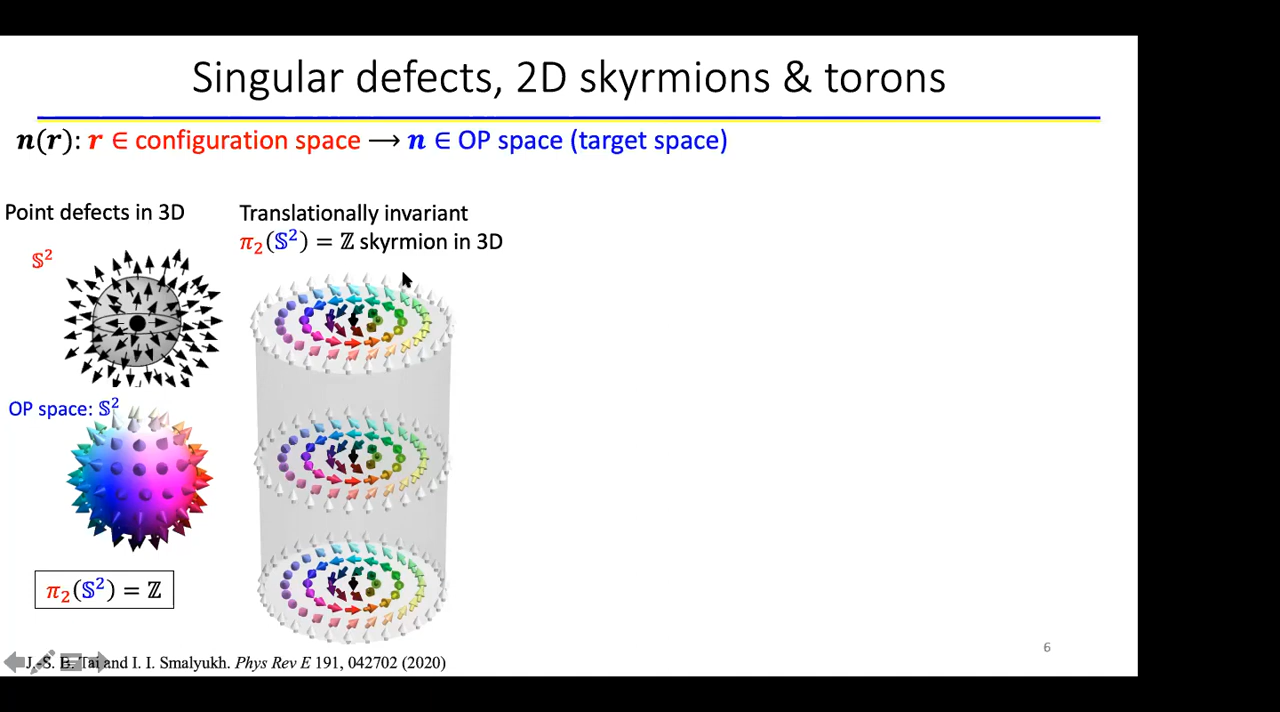 Singular defects, 2D skyrmions & torons
n(r): r ∈ configuration space ⟶ n ∈ OP space (target space)
Point defects in 3D
𝕊²
OP space: 𝕊²
π₂(𝕊²) = ℤ
Translationally invariant
π₂(𝕊²) = ℤ skyrmion in 3D
J.-S. B. Tai and I. I. Smalyukh. Phys Rev E 191, 042702 (2020)
6